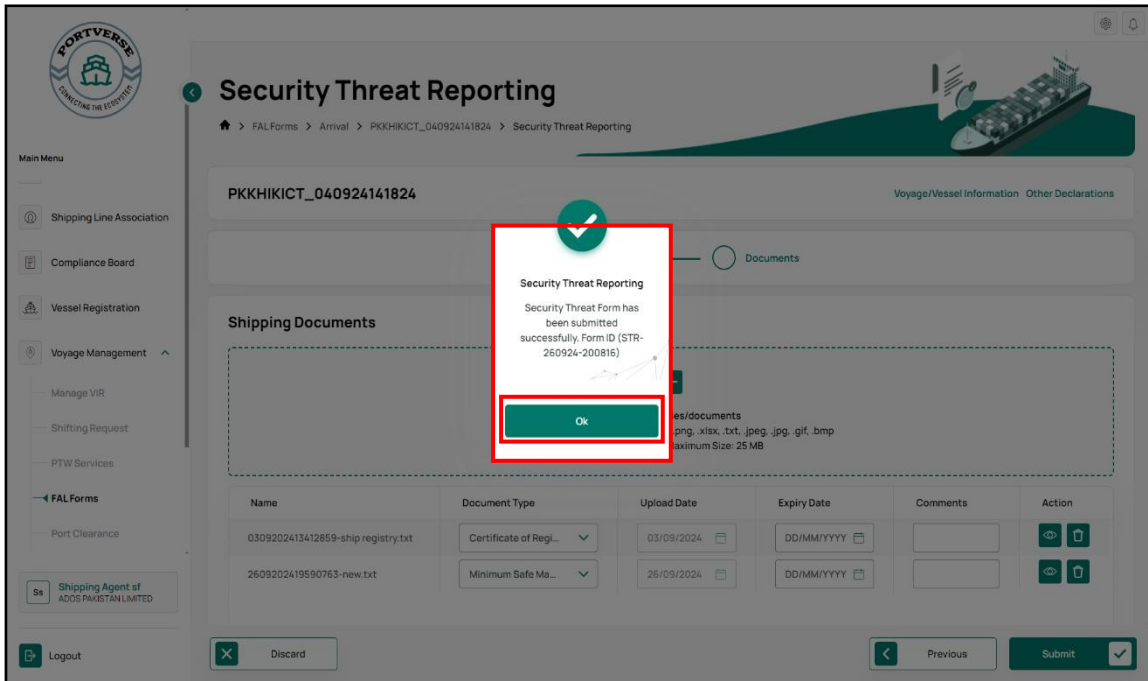 PORTVERSE
CONNECTING THE ECOSYSTEM
Security Threat Reporting
FAL Forms > Arrival > PKKHIKICT_040924141824 > Security Threat Reporting
Main Menu
Shipping Line Association
Compliance Board
Vessel Registration
Voyage Management
Manage VIR
Shifting Request
PTW Services
FAL Forms
Port Clearance
Ss
Shipping Agent sf
ADOS PAKISTAN LIMITED
Logout
PKKHIKICT_040924141824
Voyage/Vessel Information Other Declarations
Documents
Security Threat Reporting
Security Threat Form has
been submitted
successfully. Form ID (STR-
260924-200816)
Ok
Shipping Documents
es/documents
.png, .xlsx, .txt, .jpeg, .jpg, .gif, .bmp
Maximum Size: 25 MB
Name Document Type Upload Date Expiry Date Comments Action
0309202413412859-ship registry.txt Certificate of Regi... 03/09/2024 DD/MM/YYYY
2609202419590763-new.txt Minimum Safe Ma... 26/09/2024 DD/MM/YYYY
Discard
Previous
Submit